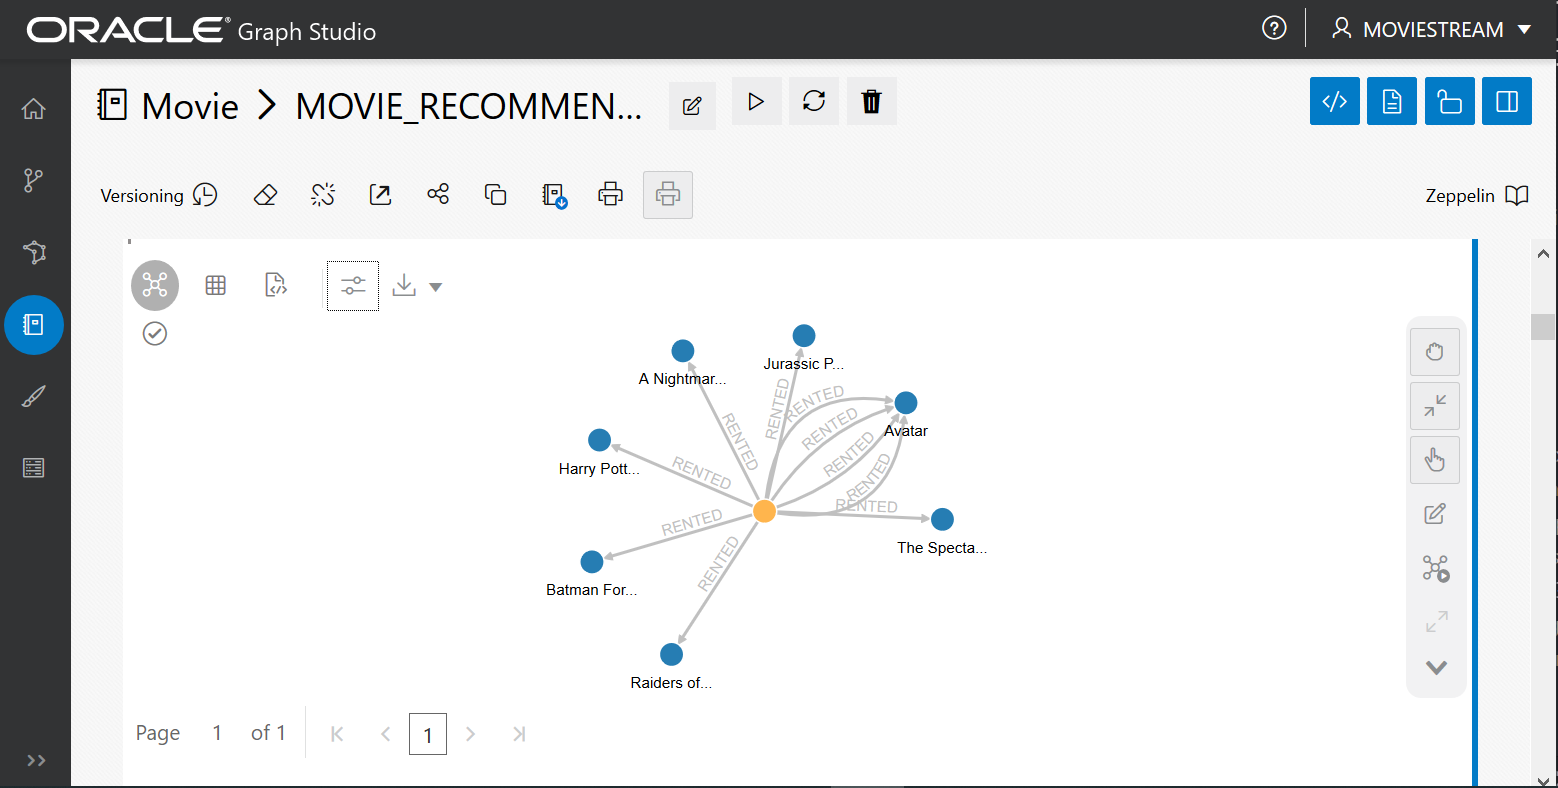 ORACLE® Graph Studio
MOVIESTREAM
Movie > MOVIE_RECOMMEN...
Versioning
Zeppelin
Jurassic P...
A Nightmar...
RENTED
RENTED
RENTED
RENTED
Avatar
RENTED
RENTED
Harry Pott...
RENTED
RENTED
RENTED
RENTED
The Specta...
Batman For...
RENTED
Raiders of...
Page 1 of 1
1